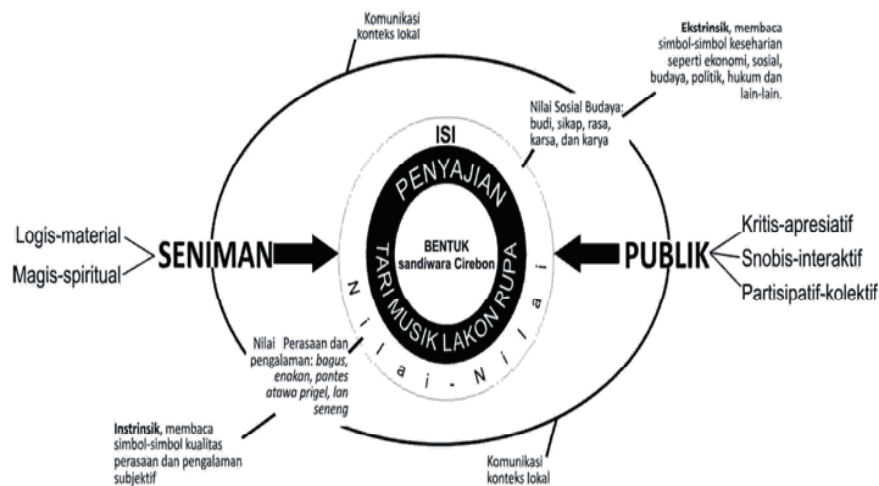 Komunikasi
konteks lokal
Ekstrinsik, membaca
simbol-simbol keseharian
seperti ekonomi, sosial,
budaya, politik, hukum dan
lain-lain.
Nilai Sosial Budaya:
budi, sikap, rasa,
karsa, dan karya
ISI
PENYAJIAN
BENTUK
sandiwara Cirebon
TARI MUSIK LAKON RUPA
Nilai-Nilai
Logis-material
Magis-spiritual
SENIMAN
PUBLIK
Kritis-apresiatif
Snobis-interaktif
Partisipatif-kolektif
Nilai Perasaan dan
pengalaman: bagus,
enakan, pantes
atawa prigel, lan
seneng
Instrinsik, membaca
simbol-simbol kualitas
perasaan dan pengalaman
subjektif
Komunikasi
konteks lokal